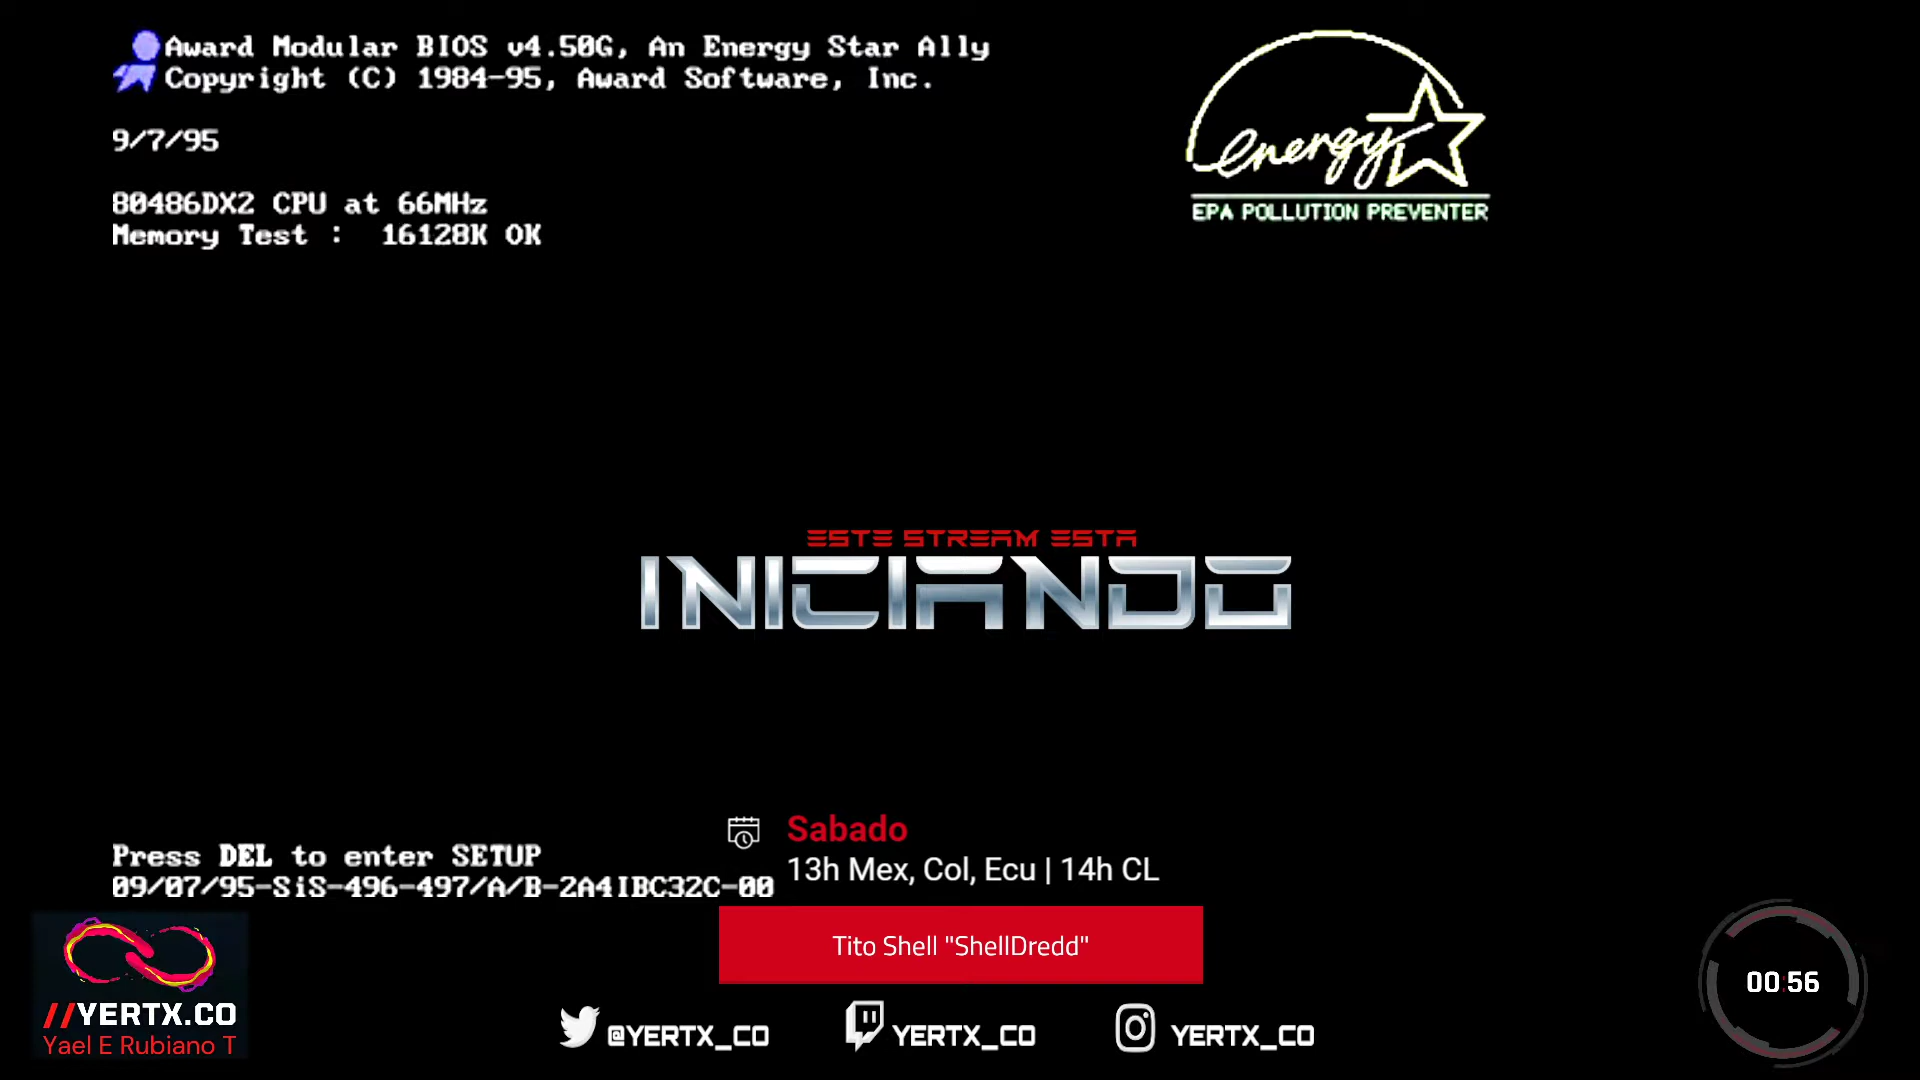 Award Modular BIOS v4.50G, An Energy Star Ally
Copyright (C) 1984-95, Award Software, Inc.
9/7/95
80486DX2 CPU at 66MHz
Memory Test :  16128K OK
energy
EPA POLLUTION PREVENTER
ESTE STREAM ESTA
INICIANDO
Sabado
13h Mex, Col, Ecu | 14h CL
Press DEL to enter SETUP
09/07/95-SiS-496-497/A/B-2A4IBC32C-00
Tito Shell "ShellDredd"
//YERTX.CO
Yael E Rubiano T
@YERTX_CO
YERTX_CO
YERTX_CO
00:56